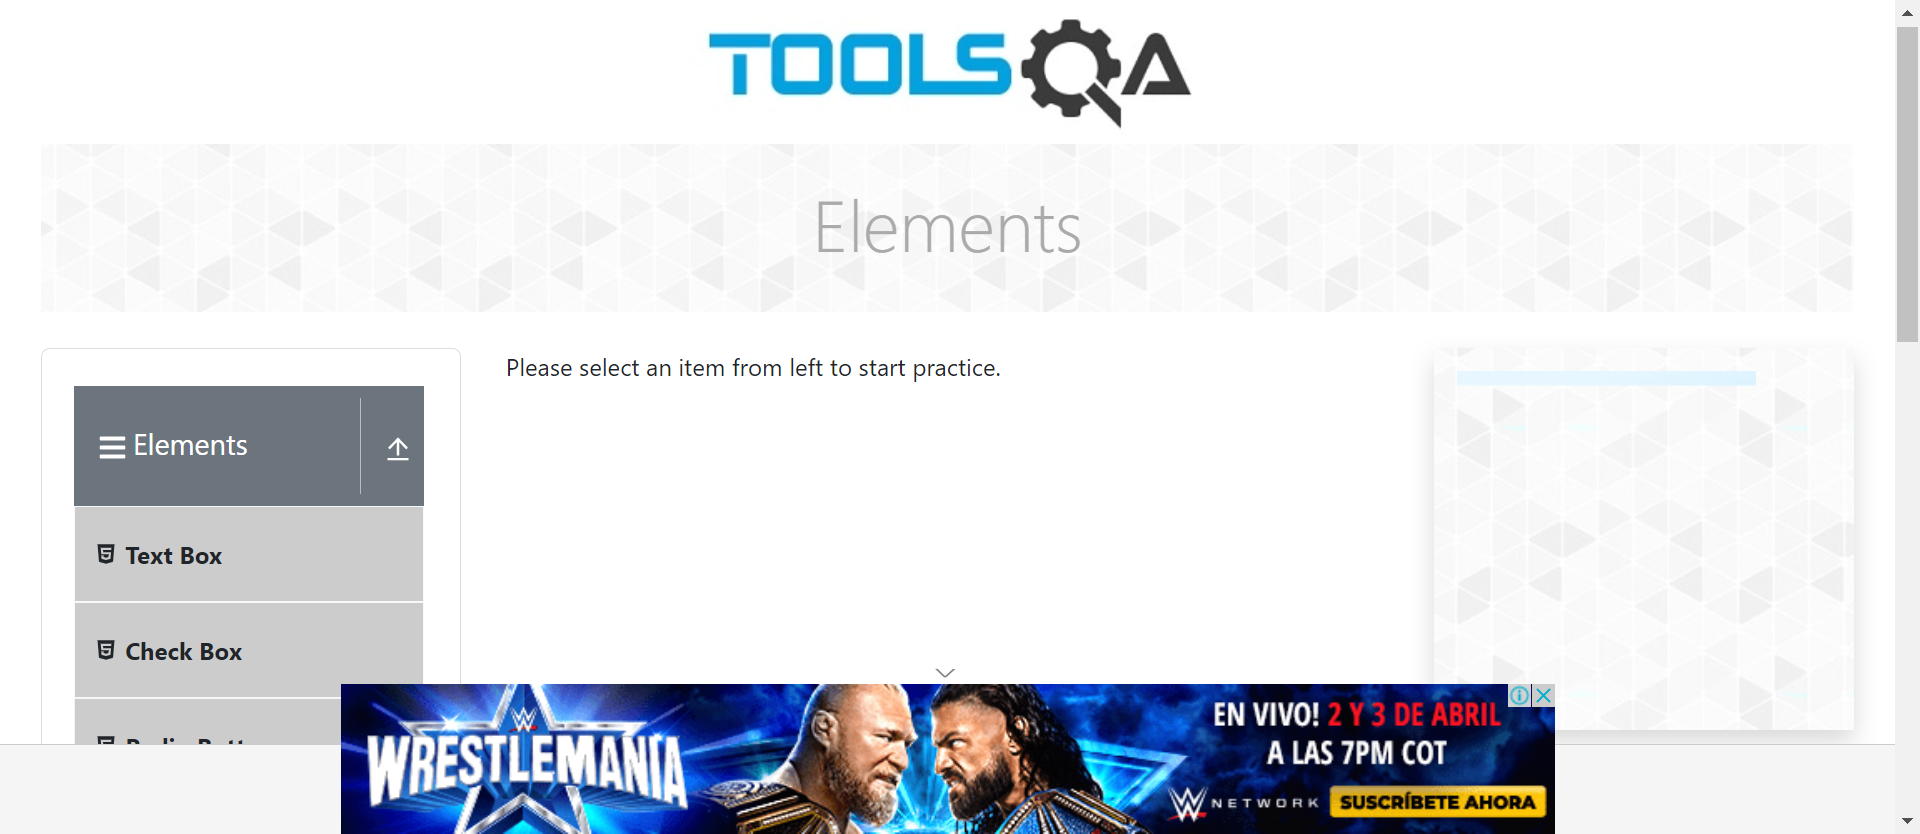 TOOLSQA
Elements
Please select an item from left to start practice.
Elements
Text Box
Check Box
W
WRESTLEMANIA
EN VIVO! 2 Y 3 DE ABRIL
A LAS 7PM COT
W NETWORK
SUSCRÍBETE AHORA